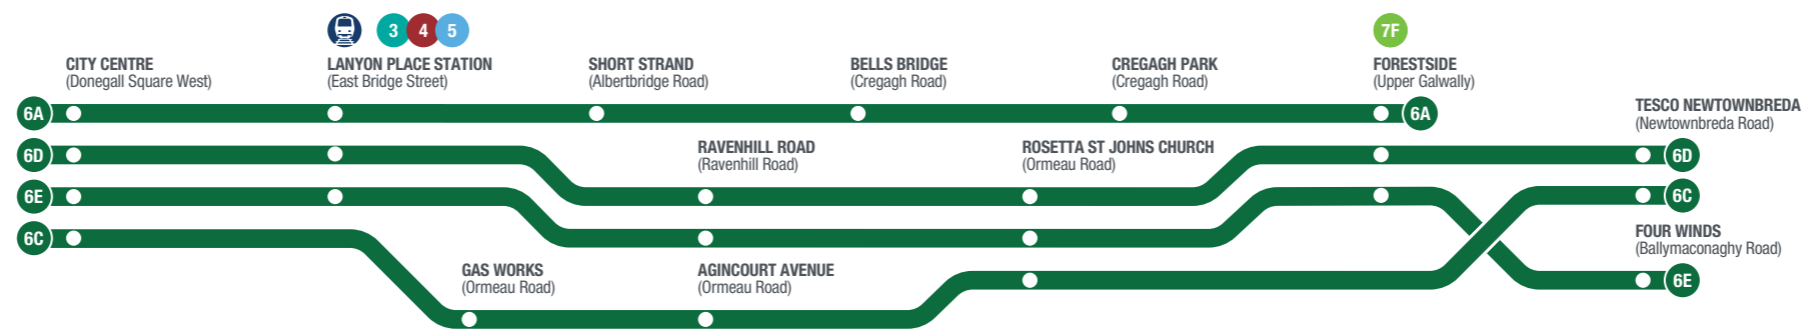 3 4 5
7F
CITY CENTRE
(Donegall Square West)
LANYON PLACE STATION
(East Bridge Street)
SHORT STRAND
(Albertbridge Road)
BELLS BRIDGE
(Cregagh Road)
CREGAGH PARK
(Cregagh Road)
FORESTSIDE
(Upper Galwally)
6A
6A
TESCO NEWTOWNBREDA
(Newtownbreda Road)
6D
RAVENHILL ROAD
(Ravenhill Road)
ROSETTA ST JOHNS CHURCH
(Ormeau Road)
6D
6E
6C
6C
GAS WORKS
(Ormeau Road)
AGINCOURT AVENUE
(Ormeau Road)
FOUR WINDS
(Ballymaconaghy Road)
6E